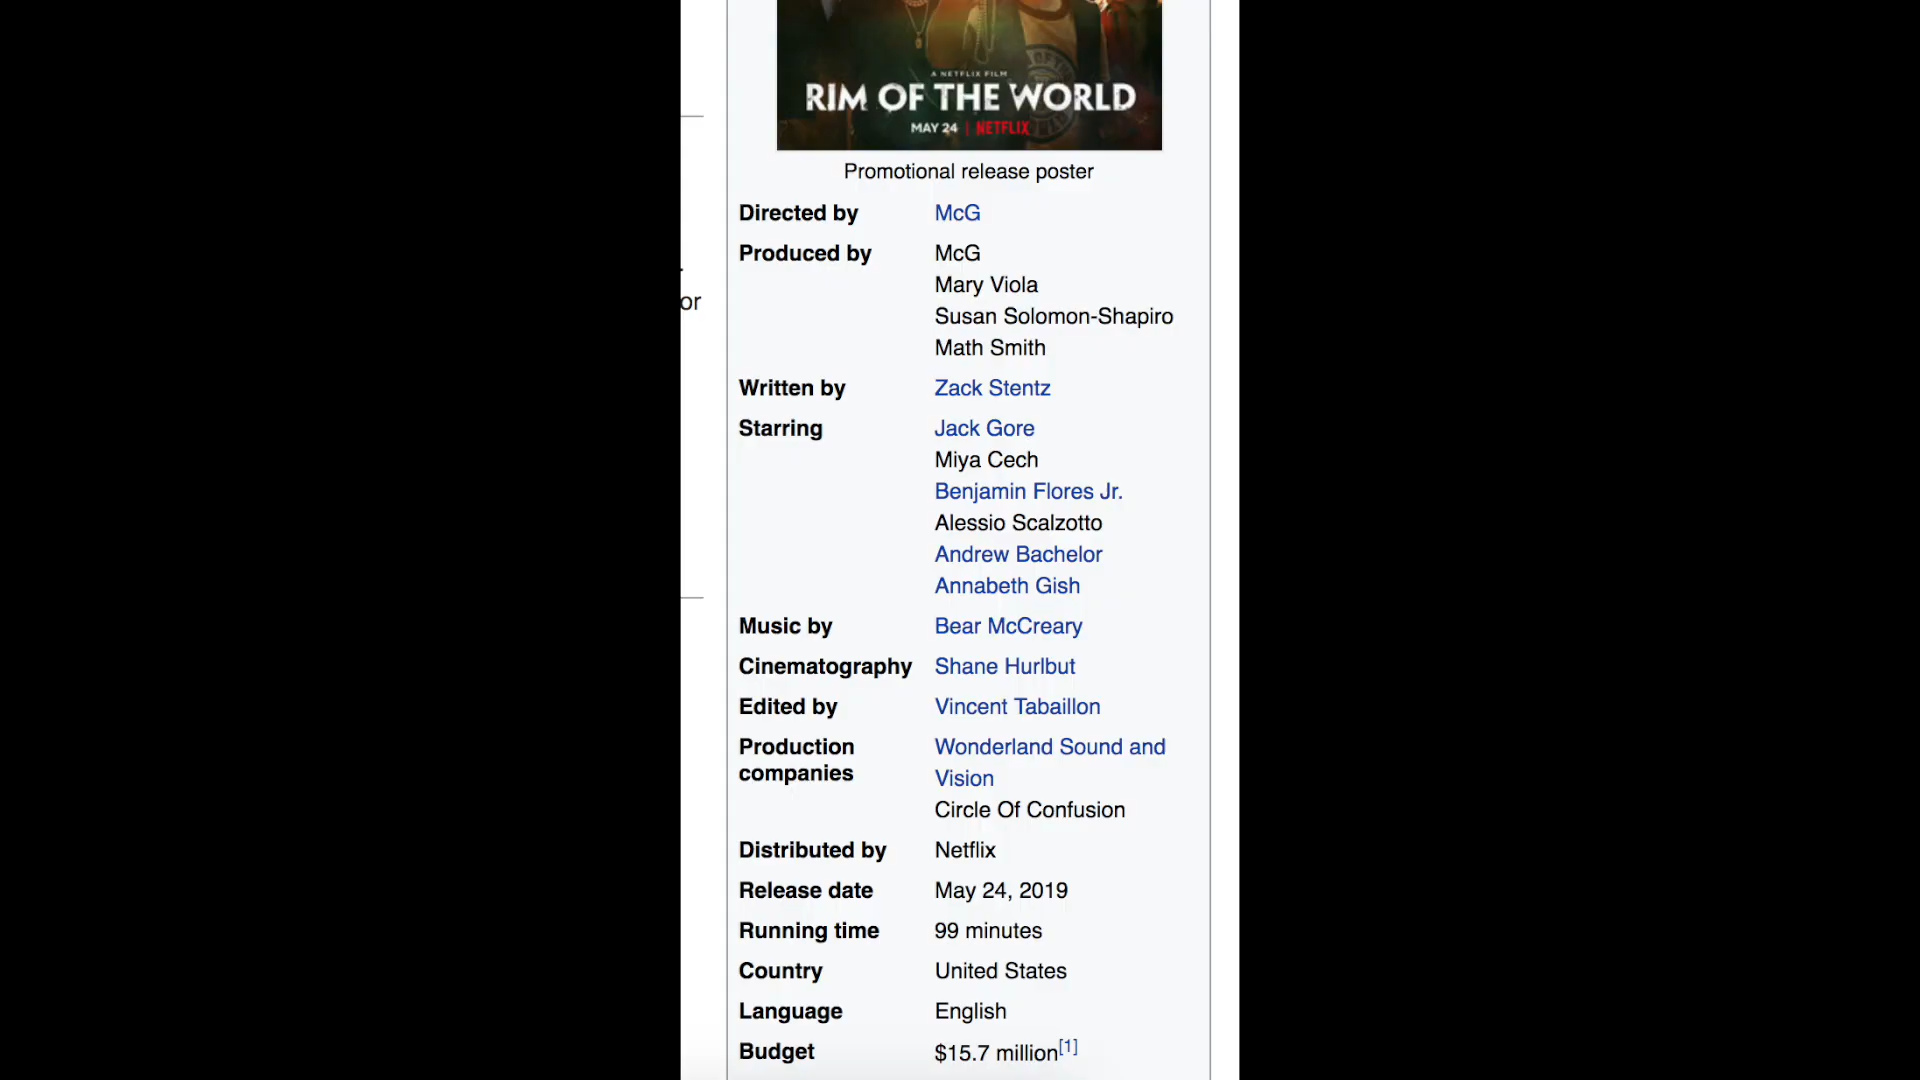 A NETFLIX FILM
RIM OF THE WORLD
MAY 24 | NETFLIX
Promotional release poster
Directed by McG
Produced by McG
Mary Viola
or Susan Solomon-Shapiro
Math Smith
Written by Zack Stentz
Starring Jack Gore
Miya Cech
Benjamin Flores Jr.
Alessio Scalzotto
Andrew Bachelor
Annabeth Gish
Music by Bear McCreary
Cinematography Shane Hurlbut
Edited by Vincent Tabaillon
Production Wonderland Sound and
companies Vision
Circle Of Confusion
Distributed by Netflix
Release date May 24, 2019
Running time 99 minutes
Country United States
Language English
Budget $15.7 million[1]